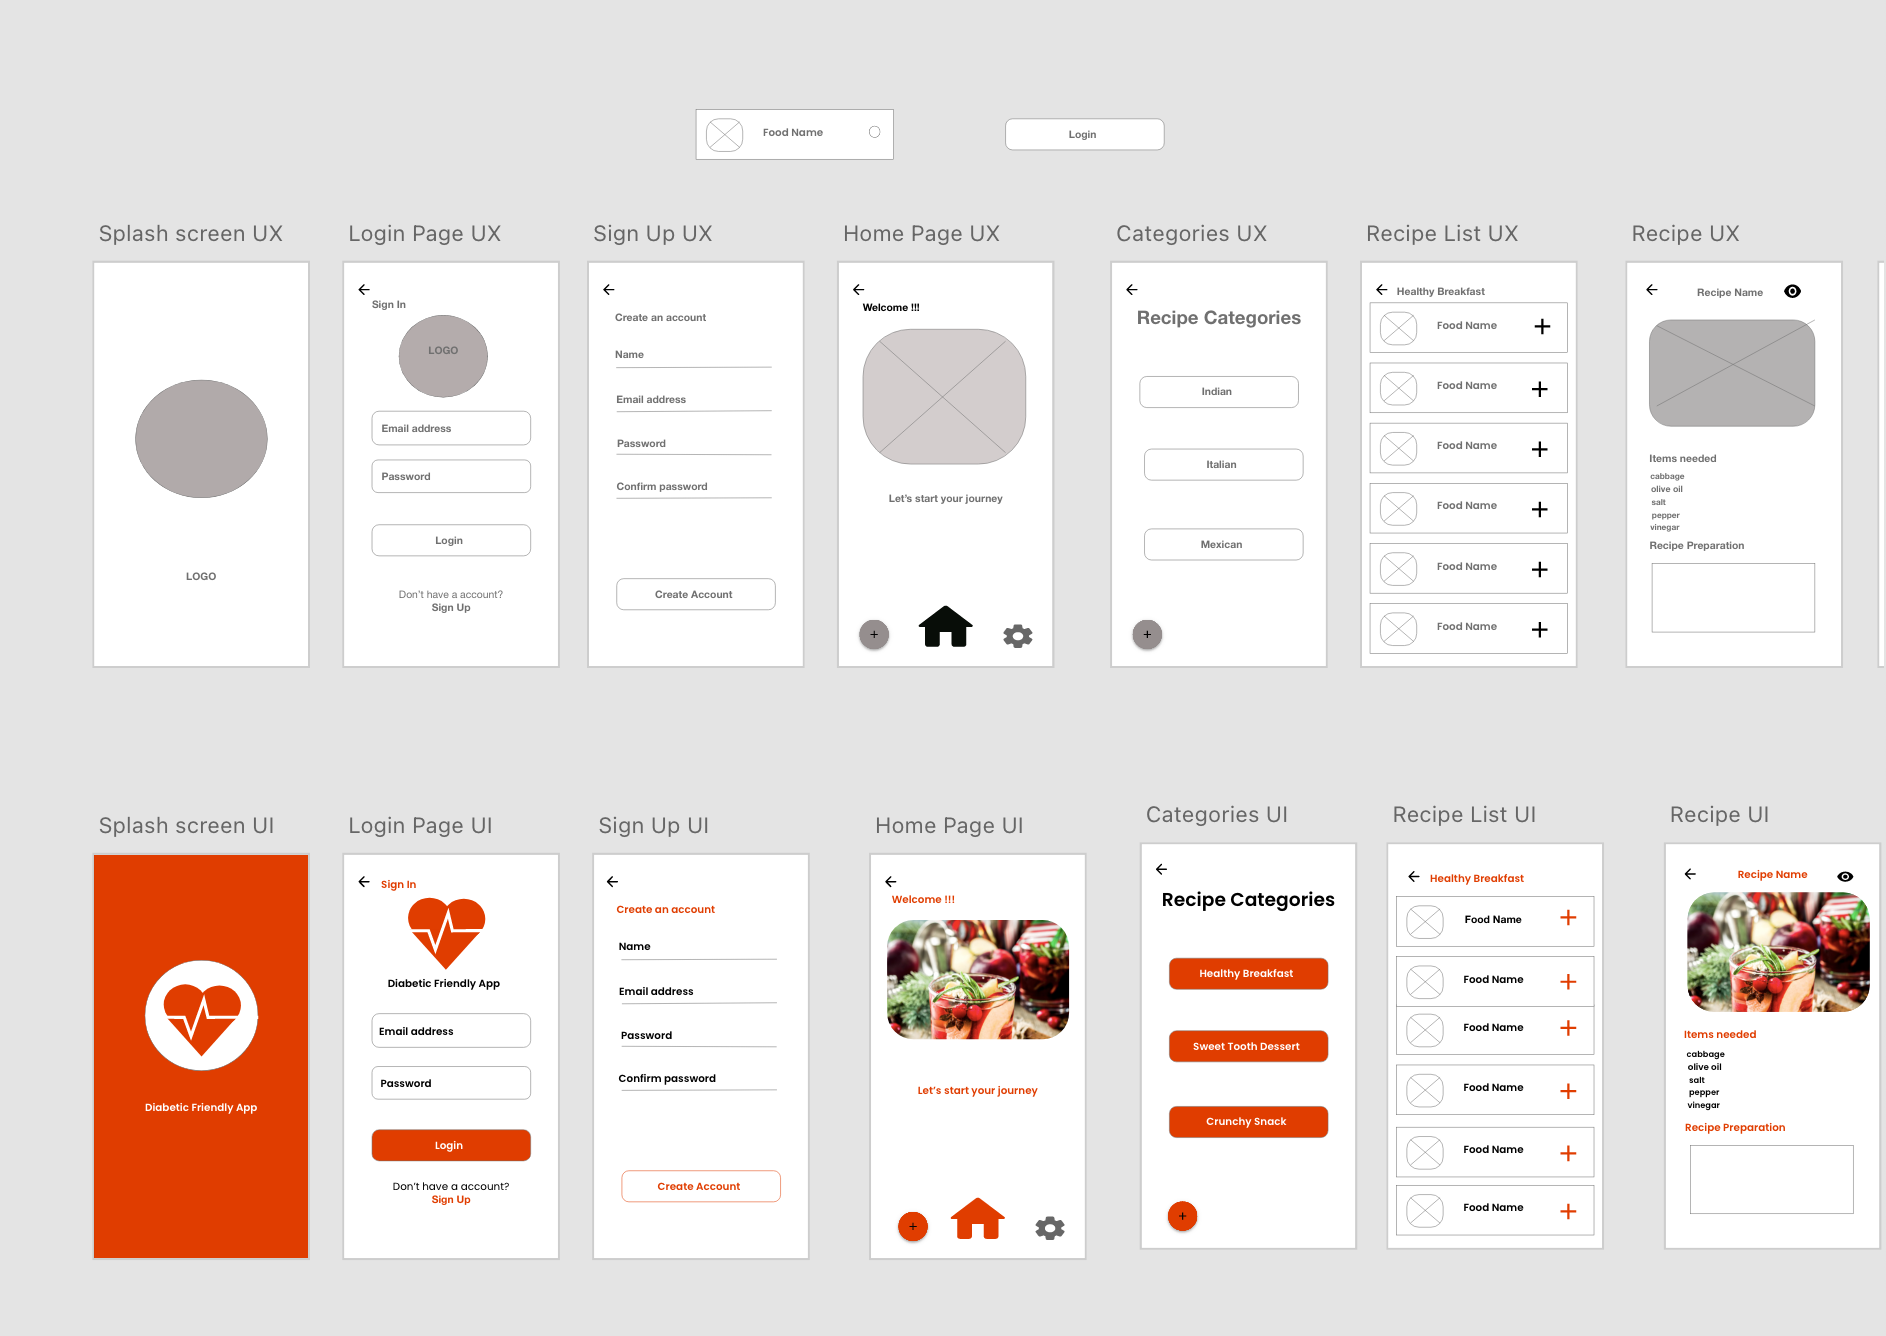 Food Name
Login
Splash screen UX
Login Page UX
Sign Up UX
Home Page UX
Categories UX
Recipe List UX
Recipe UX
LOGO
Sign In
LOGO
Email address
Password
Login
Don't have a account?
Sign Up
Create an account
Name
Email address
Password
Confirm password
Create Account
Welcome !!!
Let's start your journey
+
Recipe Categories
Indian
Italian
Mexican
+
Healthy Breakfast
Food Name
Food Name
Food Name
Food Name
Food Name
Food Name
Recipe Name
Items needed
cabbage
olive oil
salt
pepper
vinegar
Recipe Preparation
Splash screen UI
Login Page UI
Sign Up UI
Home Page UI
Categories UI
Recipe List UI
Recipe UI
Diabetic Friendly App
Sign In
Diabetic Friendly App
Email address
Password
Login
Don't have a account?
Sign Up
Create an account
Name
Email address
Password
Confirm password
Create Account
Welcome !!!
Let's start your journey
+
Recipe Categories
Healthy Breakfast
Sweet Tooth Dessert
Crunchy Snack
+
Healthy Breakfast
Food Name
Food Name
Food Name
Food Name
Food Name
Food Name
Recipe Name
Items needed
cabbage
olive oil
salt
pepper
vinegar
Recipe Preparation